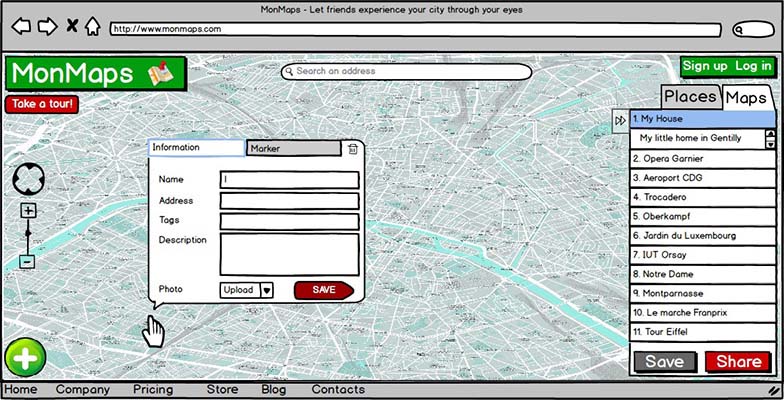 MonMaps - Let friends experience your city through your eyes
http://www.monmaps.com
MonMaps
Search an address
Sign up Log in
Take a tour!
Places
Maps
1. My House
My little home in Gentilly
2. Opera Garnier
3. Aeroport CDG
4. Trocadero
5. Oberkampf
6. Jardin du Luxembourg
7. IUT Orsay
8. Notre Dame
9. Montparnasse
10. Le marche Franprix
11. Tour Eiffel
Save
Share
Information
Marker
Name
Address
Tags
Description
Photo
Upload
SAVE
Home Company Pricing Store Blog Contacts